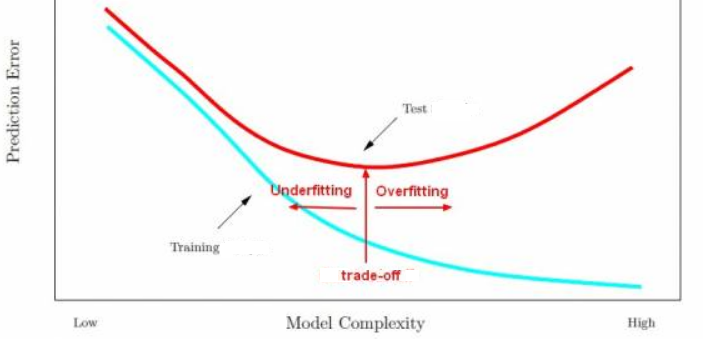 Prediction Error
Test
Underfitting
Overfitting
Training
trade-off
Low
Model Complexity
High